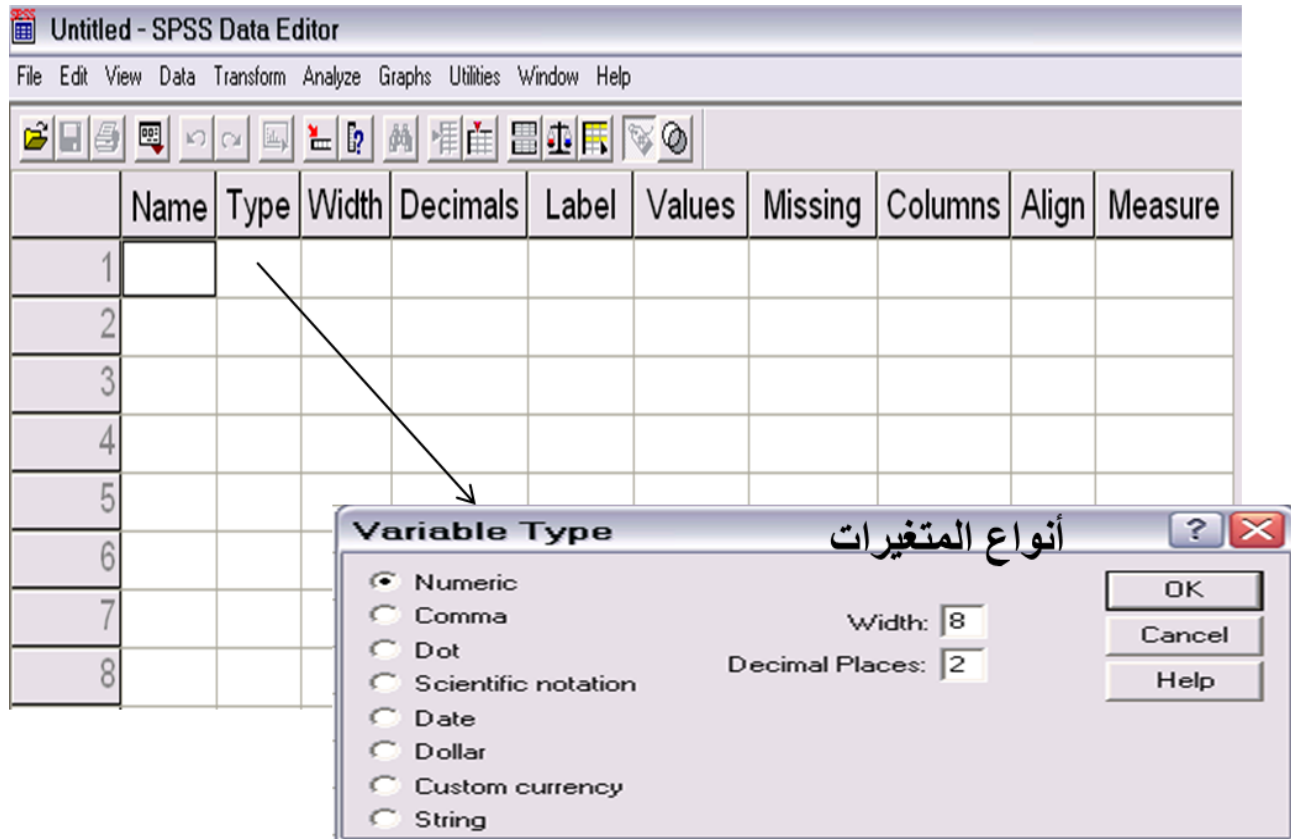 Untitled - SPSS Data Editor
File Edit View Data Transform Analyze Graphs Utilities Window Help
Name Type Width Decimals Label Values Missing Columns Align Measure
1
2
3
4
5
6
7
8
Variable Type أنواع المتغيرات
Numeric
Comma
Dot
Scientific notation
Date
Dollar
Custom currency
String
Width: 8
Decimal Places: 2
OK
Cancel
Help